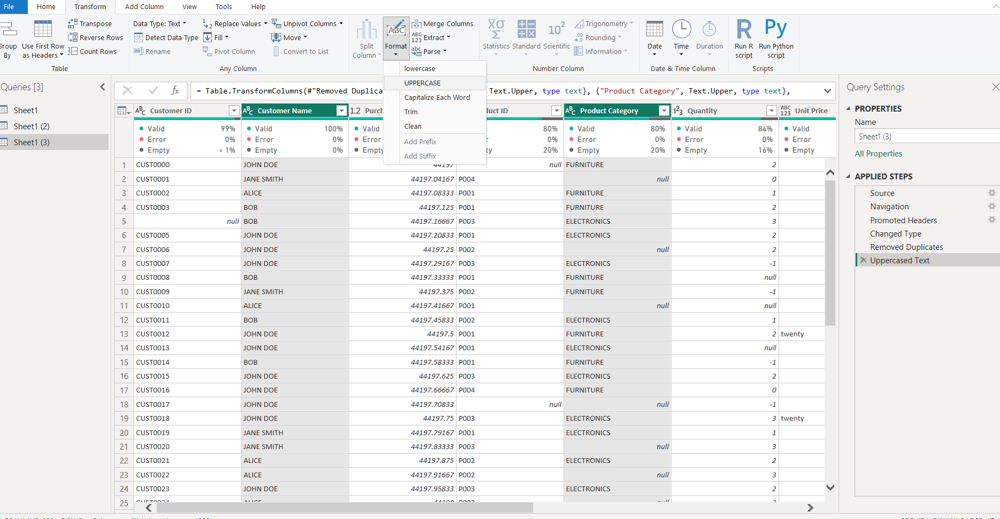 File Home Transform Add Column View Tools Help
Group By
Use First Row as Headers
Transpose
Reverse Rows
Count Rows
Table
Data Type: Text
Detect Data Type
Rename
Replace Values
Fill
Pivot Column
Unpivot Columns
Move
Convert to List
Any Column
Split Column
Format
Merge Columns
Extract
Parse
Statistics
Standard
Scientific
Trigonometry
Rounding
Information
Number Column
Date
Time
Duration
Date & Time Column
Run R script
Run Python script
Scripts
lowercase
UPPERCASE
Capitalize Each Word
Trim
Clean
Add Prefix
Add Suffix
Queries [3]
Sheet1
Sheet1 (2)
Sheet1 (3)
= Table.TransformColumns(#"Removed Duplica Text.Upper, type text}, {"Product Category", Text.Upper, type text},
Customer ID Customer Name 1.2 Purch duct ID Product Category Quantity Unit Price
Valid 99% Valid 100% Valid 80% Valid 80% Valid 84% Valid
Error 0% Error 0% Error 0% Error 0% Error 0% Error
Empty < 1% Empty 0% Empty 20% Empty 20% Empty 16% Empty
1 CUST0000 JOHN DOE 44197 null FURNITURE 2
2 CUST0001 JANE SMITH 44197.04167 P004 null 0
3 CUST0002 ALICE 44197.08333 P001 FURNITURE 1
4 CUST0003 BOB 44197.125 P001 FURNITURE 2
5 null BOB 44197.16667 P003 ELECTRONICS 3
6 CUST0005 JOHN DOE 44197.20833 P001 ELECTRONICS 2
7 CUST0006 JOHN DOE 44197.25 P002 null 2
8 CUST0007 JOHN DOE 44197.29167 P003 ELECTRONICS -1
9 CUST0008 BOB 44197.33333 P001 FURNITURE null
10 CUST0009 JANE SMITH 44197.375 P002 FURNITURE -1
11 CUST0010 ALICE 44197.41667 P001 null null
12 CUST0011 BOB 44197.45833 P002 ELECTRONICS 1
13 CUST0012 JOHN DOE 44197.5 P001 FURNITURE 2 twenty
14 CUST0013 JOHN DOE 44197.54167 P001 ELECTRONICS null
15 CUST0014 BOB 44197.58333 P001 FURNITURE -1
16 CUST0015 JOHN DOE 44197.625 P003 ELECTRONICS 2
17 CUST0016 JOHN DOE 44197.66667 P004 FURNITURE 0
18 CUST0017 JOHN DOE 44197.70833 null null -1
19 CUST0018 JOHN DOE 44197.75 P003 ELECTRONICS 3 twenty
20 CUST0019 JANE SMITH 44197.79167 P001 ELECTRONICS 1
21 CUST0020 JANE SMITH 44197.83333 P003 null 3
22 CUST0021 ALICE 44197.875 P002 ELECTRONICS 2
23 CUST0022 ALICE 44197.91667 P002 null 3
24 CUST0023 JOHN DOE 44197.95833 P003 ELECTRONICS 2
25
Query Settings
PROPERTIES
Name
Sheet1 (3)
All Properties
APPLIED STEPS
Source
Navigation
Promoted Headers
Changed Type
Removed Duplicates
Uppercased Text